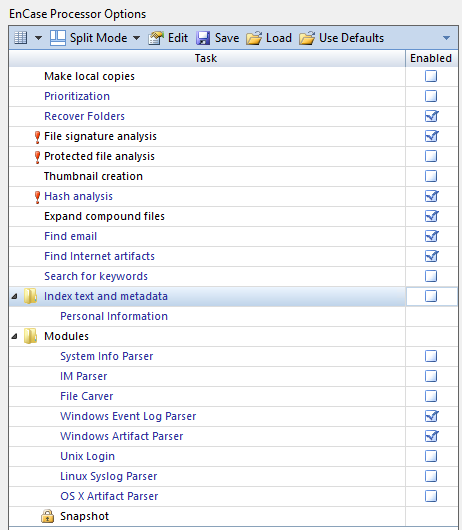 EnCase Processor Options
Split Mode Edit Save Load Use Defaults
Task Enabled
Make local copies
Prioritization
Recover Folders
File signature analysis
Protected file analysis
Thumbnail creation
Hash analysis
Expand compound files
Find email
Find Internet artifacts
Search for keywords
Index text and metadata
Personal Information
Modules
System Info Parser
IM Parser
File Carver
Windows Event Log Parser
Windows Artifact Parser
Unix Login
Linux Syslog Parser
OS X Artifact Parser
Snapshot